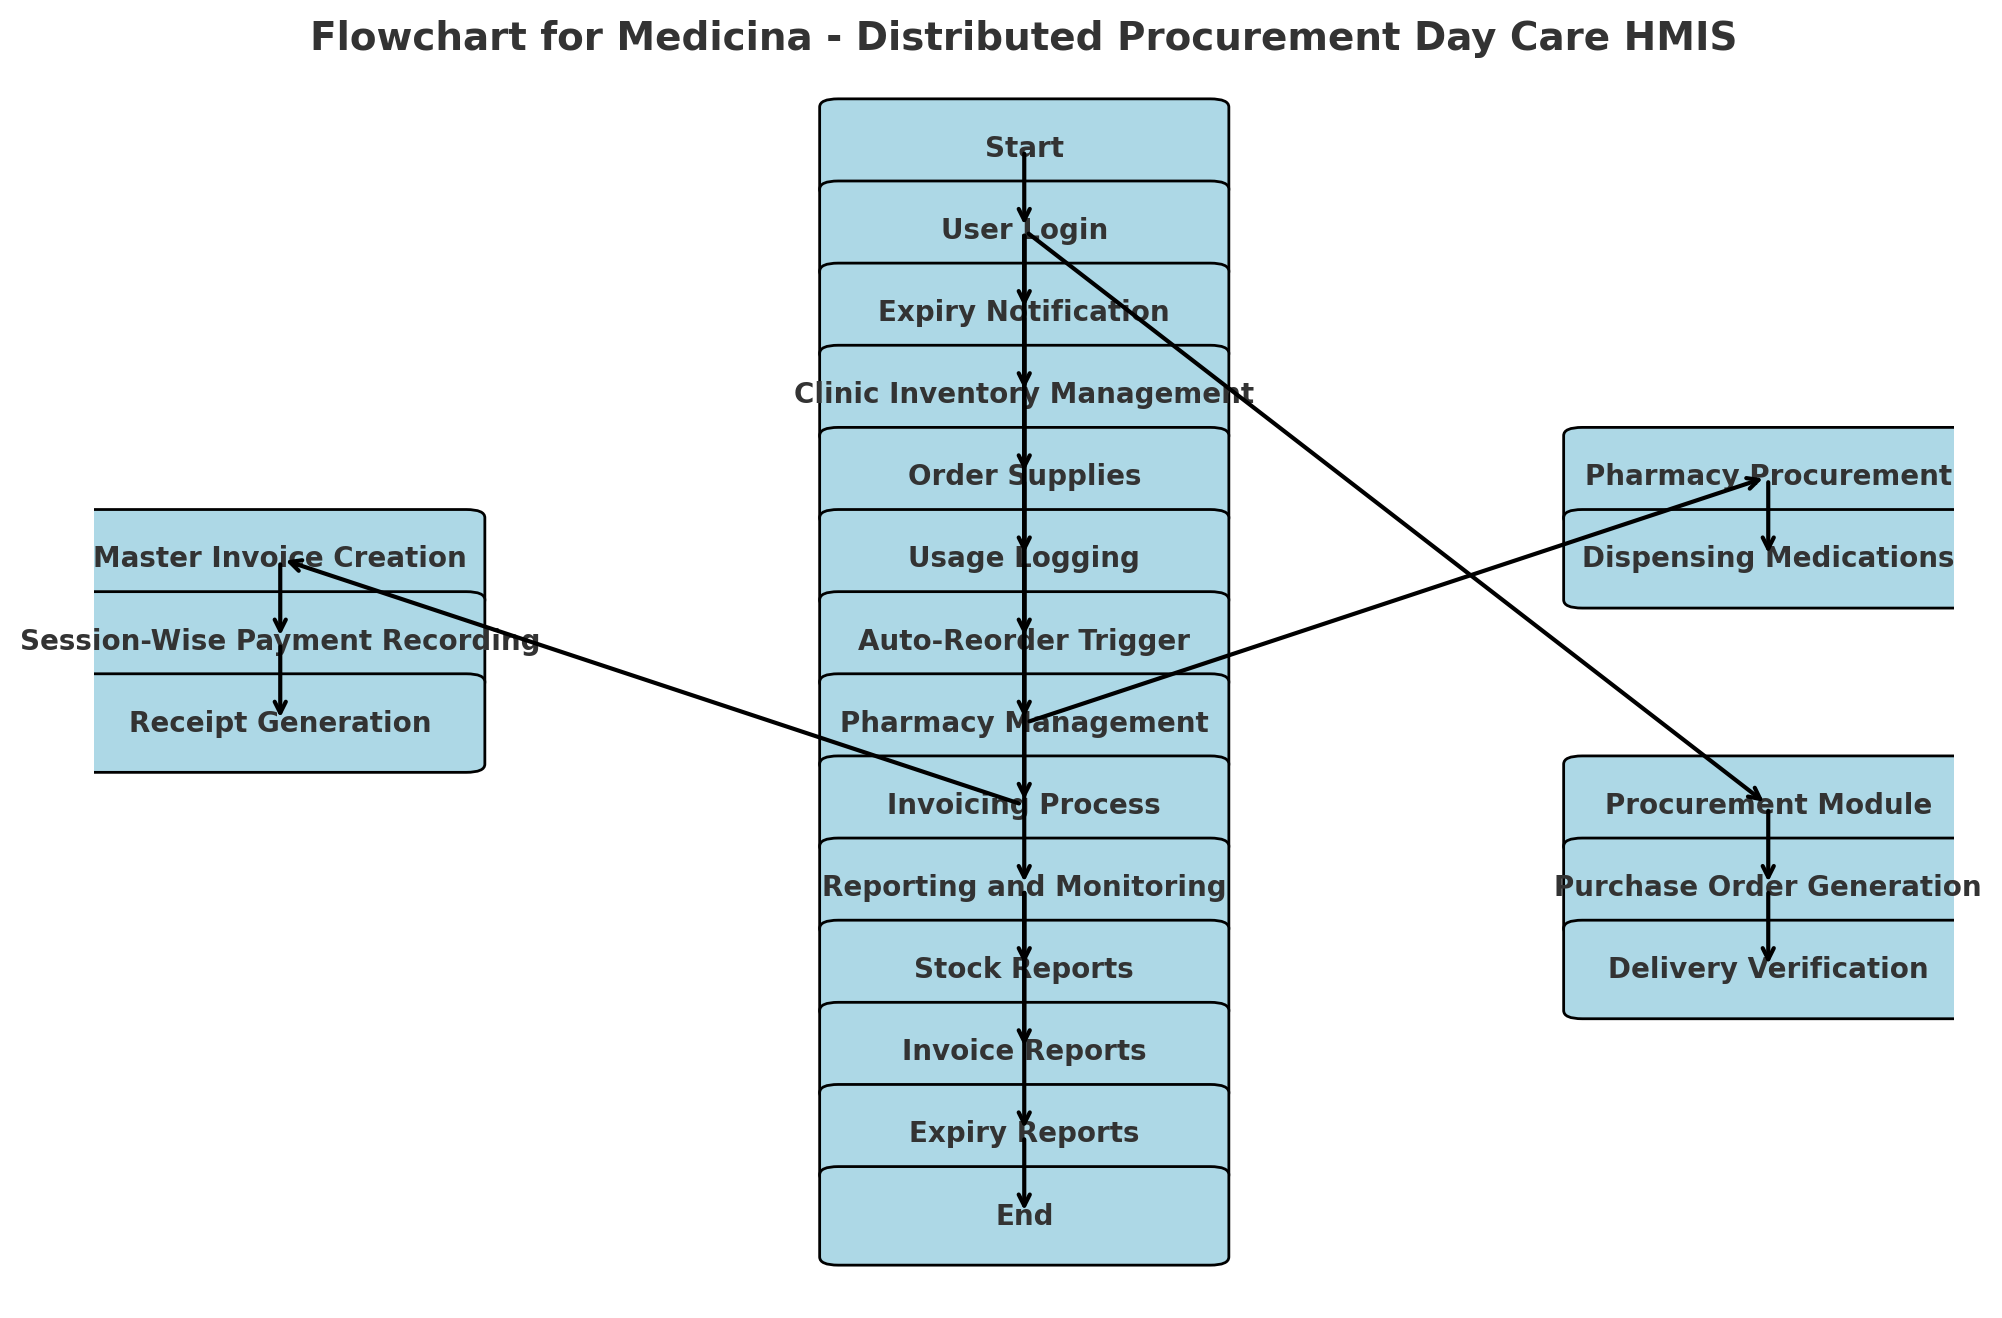 Flowchart for Medicina - Distributed Procurement Day Care HMIS
Start
User Login
Expiry Notification
Clinic Inventory Management
Order Supplies
Usage Logging
Auto-Reorder Trigger
Pharmacy Management
Invoicing Process
Reporting and Monitoring
Stock Reports
Invoice Reports
Expiry Reports
End
Master Invoice Creation
Session-Wise Payment Recording
Receipt Generation
Pharmacy Procurement
Dispensing Medications
Procurement Module
Purchase Order Generation
Delivery Verification